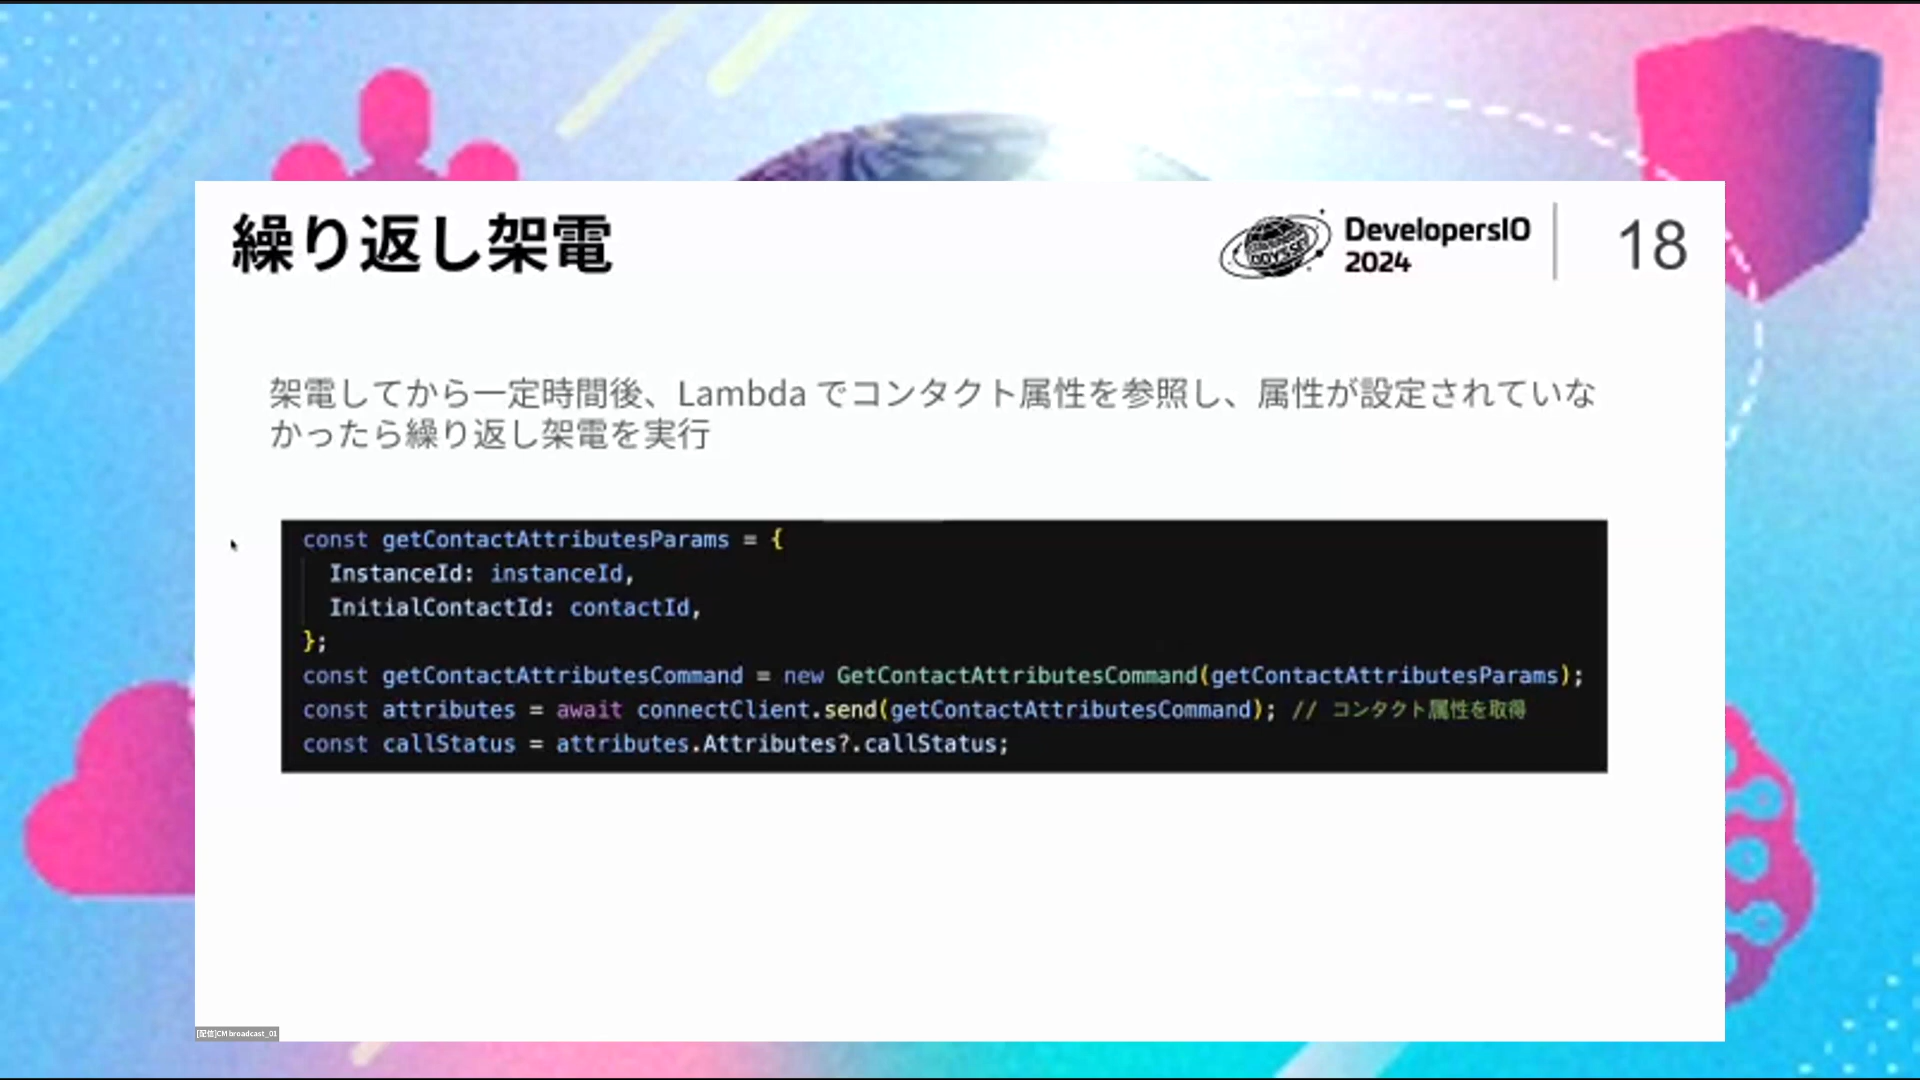 繰り返し架電
DevelopersIO
2024
18
架電してから一定時間後、Lambda でコンタクト属性を参照し、属性が設定されていな
かったら繰り返し架電を実行
const getContactAttributesParams = {
  InstanceId: instanceId,
  InitialContactId: contactId,
};
const getContactAttributesCommand = new GetContactAttributesCommand(getContactAttributesParams);
const attributes = await connectClient.send(getContactAttributesCommand); // コンタクト属性を取得
const callStatus = attributes.Attributes?.callStatus;
[配信]CM broadcast_01